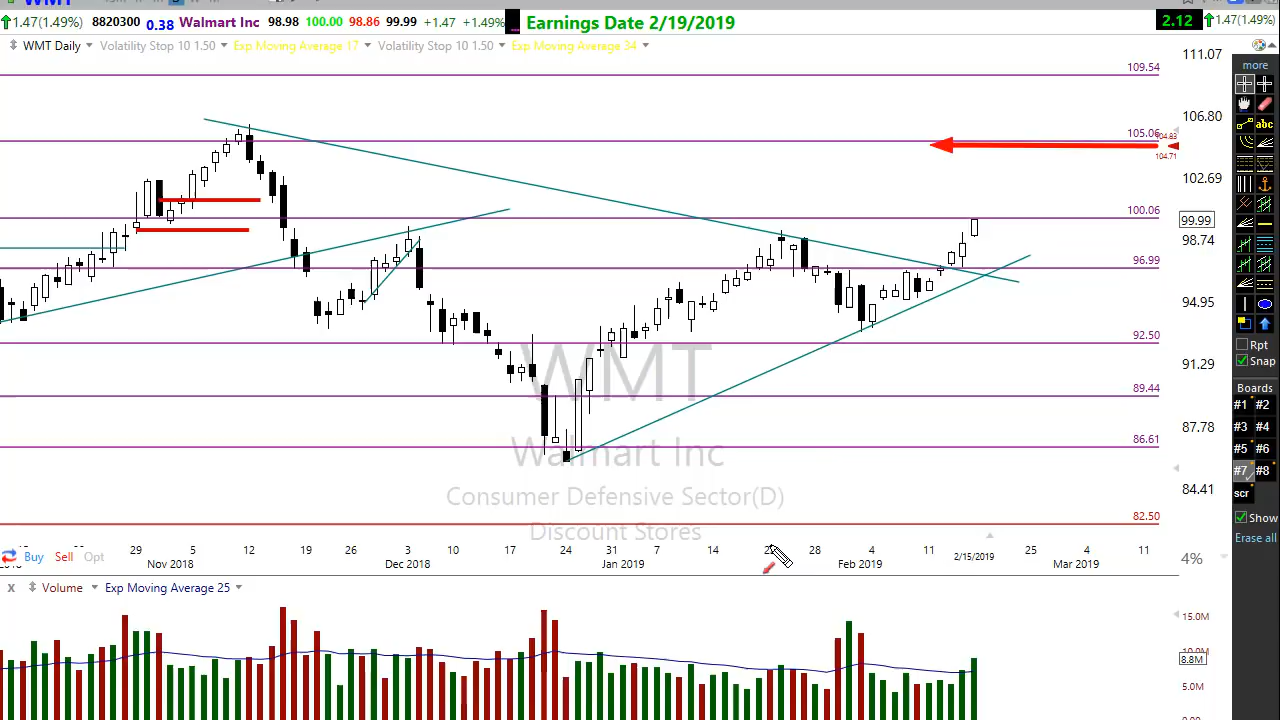 WMT
1.47(1.49%) 8820300 0.38 Walmart Inc 98.98 100.00 98.86 99.99 +1.47 +1.49% Earnings Date 2/19/2019 2.12 1.47(1.49%)
WMT Daily Volatility Stop 10 1.50 Exp Moving Average 17 Volatility Stop 10 1.50 Exp Moving Average 34
111.07
more
109.54
106.80
abc
105.06
104.83
104.71
102.69
100.06
99.99
98.74
96.99
94.95
92.50
Rpt
Snap
91.29
WMT
89.44
Boards
#1 #2
87.78
#3 #4
86.61
Walmart Inc
#5 #6
#7 #8
84.41
Consumer Defensive Sector(D)
scr
82.50
Show
Discount Stores
Erase all
Buy Sell Opt
29 5 12 19 26 3 10 17 24 31 7 14 28 4 11 2/15/2019 25 4 11
4%
Nov 2018 Dec 2018 Jan 2019 Feb 2019 Mar 2019
x Volume Exp Moving Average 25
15.0M
8.8M
5.0M